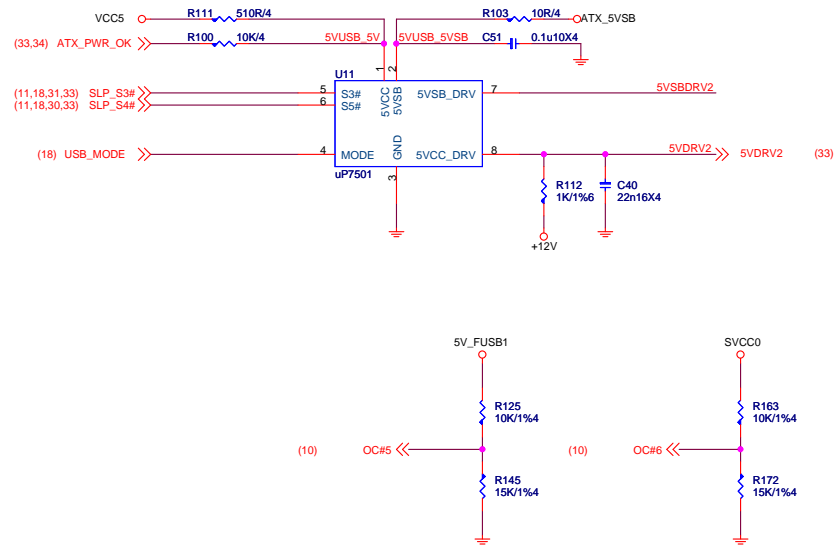 VCC5 R111 510R/4 R103 10R/4 ATX_5VSB
(33,34) ATX_PWR_OK R100 10K/4 5VUSB_5V 5VUSB_5VSB C51 0.1u10X4
U11 1 2
(11,18,31,33) SLP_S3# 5 S3# 5VCC 5VSB 5VSB_DRV 7 5VSBDRV2
(11,18,30,33) SLP_S4# 6 S5#
(18) USB_MODE 4 MODE GND 5VCC_DRV 8 5VDRV2 5VDRV2 (33)
uP7501 3
R112 C40
1K/1%6 22n16X4
+12V
5V_FUSB1 SVCC0
R125 R163
10K/1%4 10K/1%4
(10) OC#5 (10) OC#6
R145 R172
15K/1%4 15K/1%4